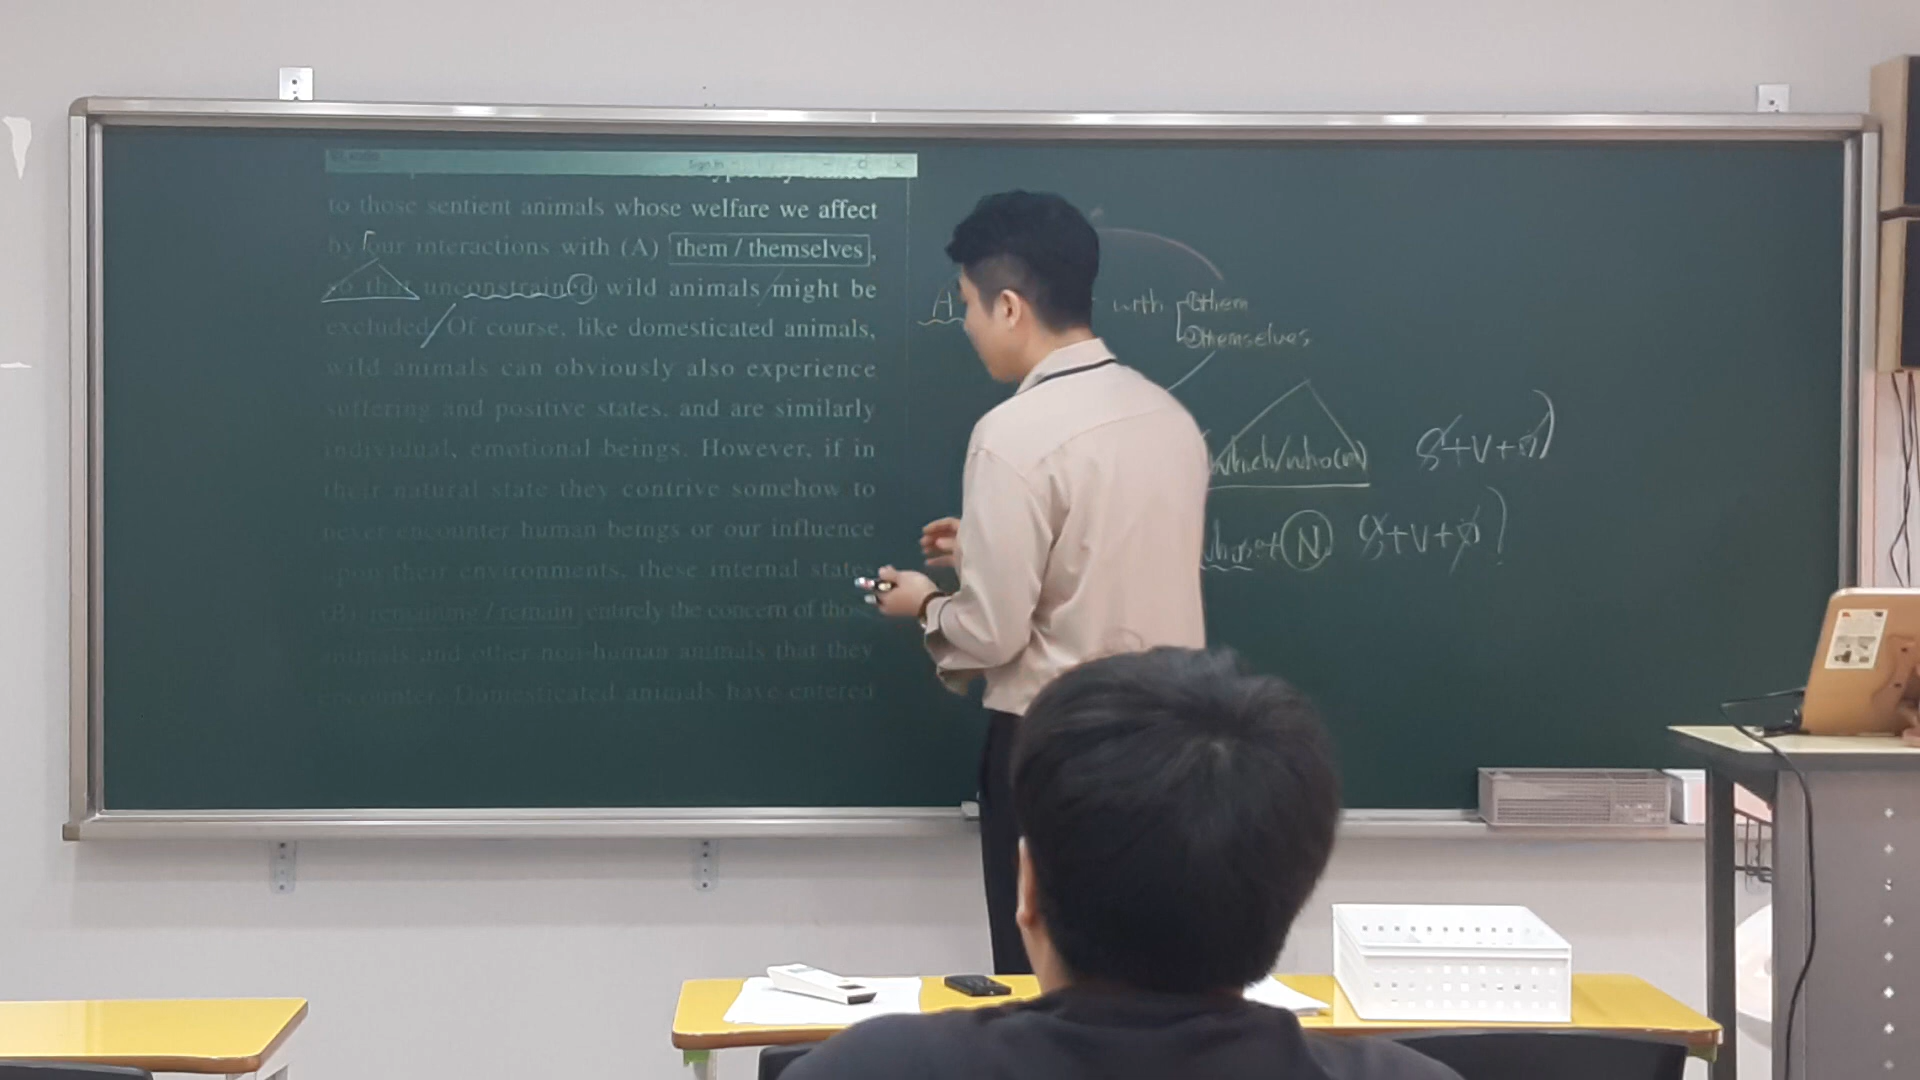 Sign In
to those sentient animals whose welfare we affect
by our interactions with (A) them / themselves,
so that unconstrained wild animals might be
excluded. Of course, like domesticated animals,
wild animals can obviously also experience
suffering and positive states, and are similarly
individual, emotional beings. However, if in
their natural state they contrive somehow to
never encounter human beings or our influence
upon their environments, these internal states
(B) remaining / remain entirely the concern of those
animals and other non-human animals that they
encounter. Domesticated animals have entered
A
with ①them
②themselves
which/who(m) S+V+O)
whose+N S+V+O)